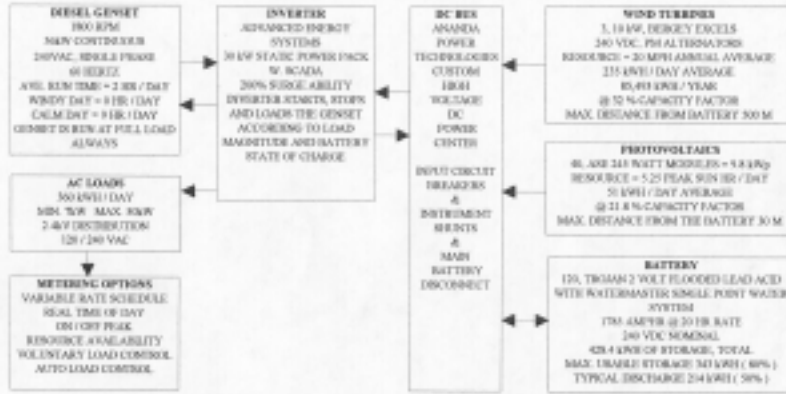 DIESEL GENSET
1800 RPM
CONTINUOUS
240VAC, SINGLE PHASE
60 HERTZ
AVE. RUN TIME = 2 HR / DAY
WINDY DAY = 0 HR / DAY
CALM DAY = 9 HR / DAY
GENSET IS RUN AT FULL LOAD
ALWAYS
AC LOADS
360 KWH / DAY
MIN. 7kW MAX. 30kW
2.4kV DISTRIBUTION
120 / 240 VAC
METERING OPTIONS
VARIABLE RATE SCHEDULE
REAL TIME OF DAY
ON / OFF PEAK
RESOURCE AVAILABILITY
VOLUNTARY LOAD CONTROL
AUTO LOAD CONTROL
INVERTER
ADVANCED ENERGY
SYSTEMS
30 kW STATIC POWER PACK
W. SCADA
200% SURGE ABILITY
INVERTER STARTS, STOPS
AND LOADS THE GENSET
ACCORDING TO LOAD
MAGNITUDE AND BATTERY
STATE OF CHARGE
DC BUS
ANANDA
POWER
TECHNOLOGIES
CUSTOM
HIGH
VOLTAGE
DC
POWER
CENTER
INPUT CIRCUIT
BREAKERS
&
INSTRUMENT
SHUNTS
&
MAIN
BATTERY
DISCONNECT
WIND TURBINES
3, 10 kW, BERGEY EXCELS
240 VDC, PM ALTERNATORS
RESOURCE = 20 MPH ANNUAL AVERAGE
235 kWH / DAY AVERAGE
kWH / YEAR
@ 32 % CAPACITY FACTOR
MAX. DISTANCE FROM BATTERY 500 M
PHOTOVOLTAICS
40, ASE 245 WATT MODULES = 9.8 kWp
RESOURCE = 5.25 PEAK SUN HR / DAY
51 kWH / DAY AVERAGE
@ 21.8 % CAPACITY FACTOR
MAX. DISTANCE FROM THE BATTERY 30 M
BATTERY
120, TROJAN 2 VOLT FLOODED LEAD ACID
WITH WATERMASTER SINGLE POINT WATER
SYSTEM
1785 AMPHR @ 20 HR RATE
240 VDC NOMINAL
428.4 kWH OF STORAGE, TOTAL
MAX. USABLE STORAGE 343 kWH ( 80% )
TYPICAL DISCHARGE 214 kWH ( 50% )